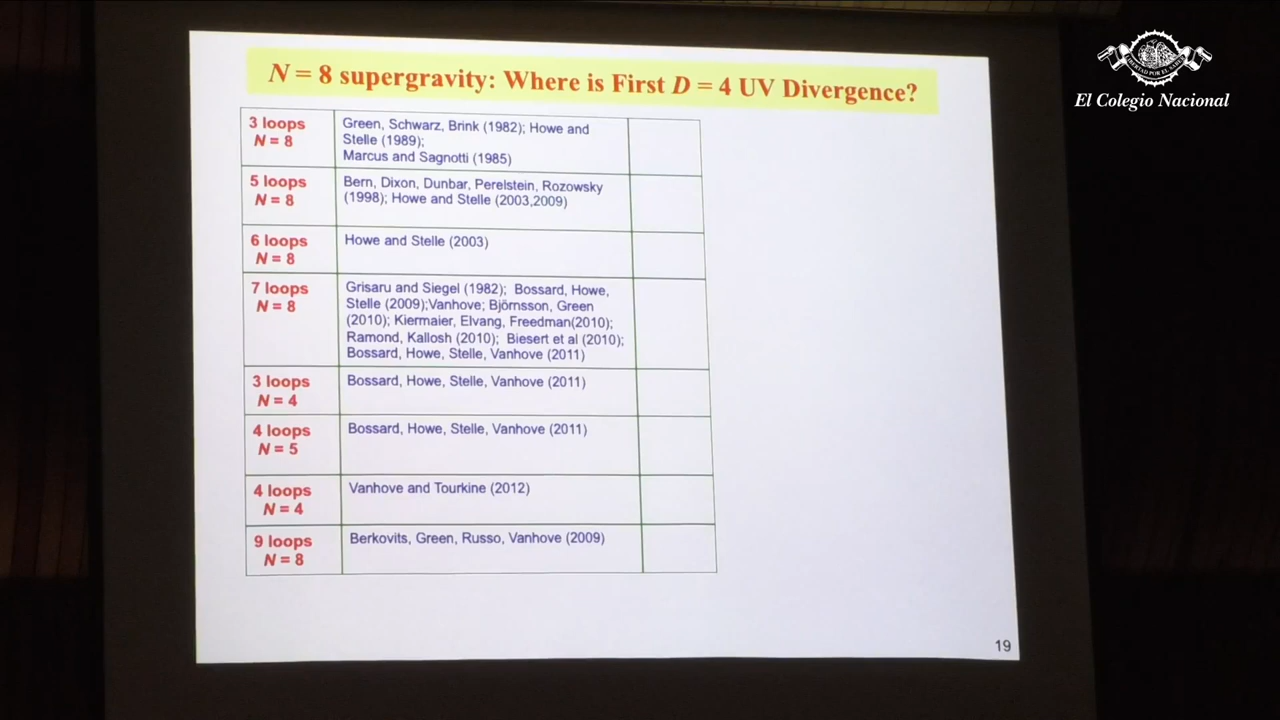 N = 8 supergravity: Where is First D = 4 UV Divergence?
3 loops
N = 8
Green, Schwarz, Brink (1982); Howe and
Stelle (1989);
Marcus and Sagnotti (1985)
5 loops
N = 8
Bern, Dixon, Dunbar, Perelstein, Rozowsky
(1998); Howe and Stelle (2003,2009)
6 loops
N = 8
Howe and Stelle (2003)
7 loops
N = 8
Grisaru and Siegel (1982); Bossard, Howe,
Stelle (2009);Vanhove; Björnsson, Green
(2010); Kiermaier, Elvang, Freedman(2010);
Ramond, Kallosh (2010); Biesert et al (2010);
Bossard, Howe, Stelle, Vanhove (2011)
3 loops
N = 4
Bossard, Howe, Stelle, Vanhove (2011)
4 loops
N = 5
Bossard, Howe, Stelle, Vanhove (2011)
4 loops
N = 4
Vanhove and Tourkine (2012)
9 loops
N = 8
Berkovits, Green, Russo, Vanhove (2009)
19
El Colegio Nacional